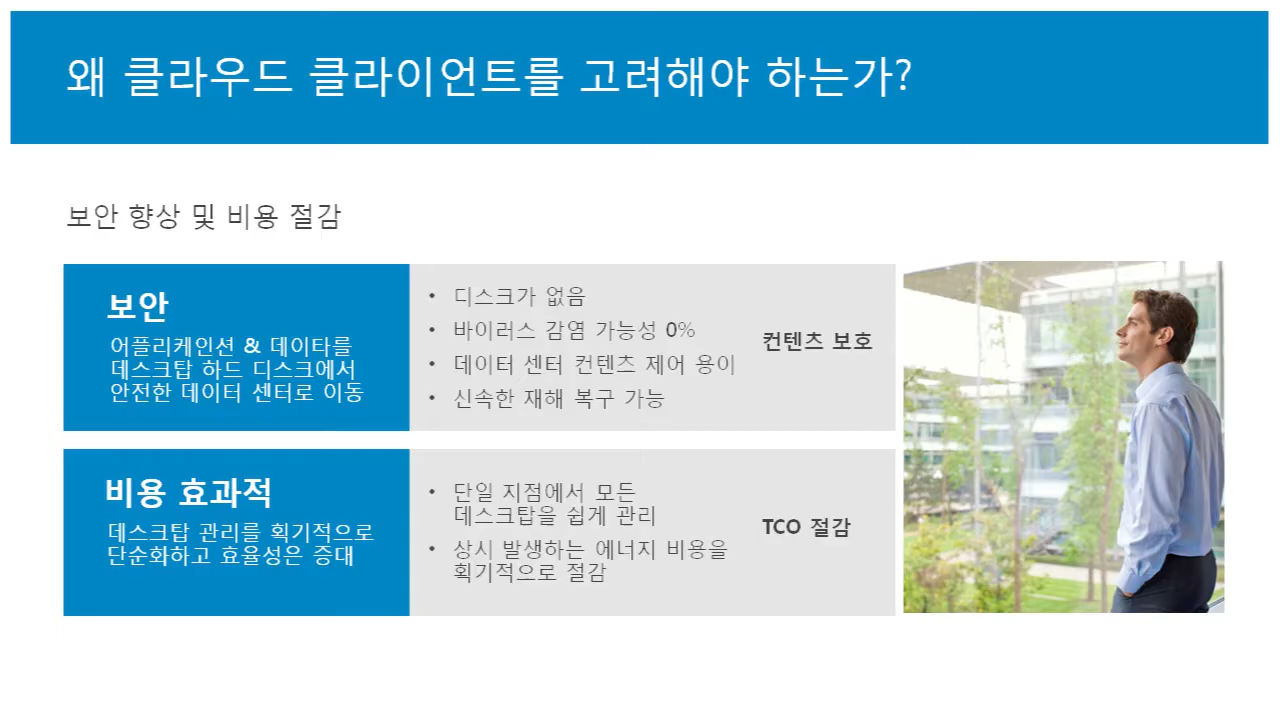 왜 클라우드 클라이언트를 고려해야 하는가?
보안 향상 및 비용 절감
보안
어플리케인션 & 데이타를
데스크탑 하드 디스크에서
안전한 데이터 센터로 이동
• 디스크가 없음
• 바이러스 감염 가능성 0%
• 데이터 센터 컨텐츠 제어 용이
• 신속한 재해 복구 가능
컨텐츠 보호
비용 효과적
데스크탑 관리를 획기적으로
단순화하고 효율성은 증대
• 단일 지점에서 모든
데스크탑을 쉽게 관리
• 상시 발생하는 에너지 비용을
획기적으로 절감
TCO 절감